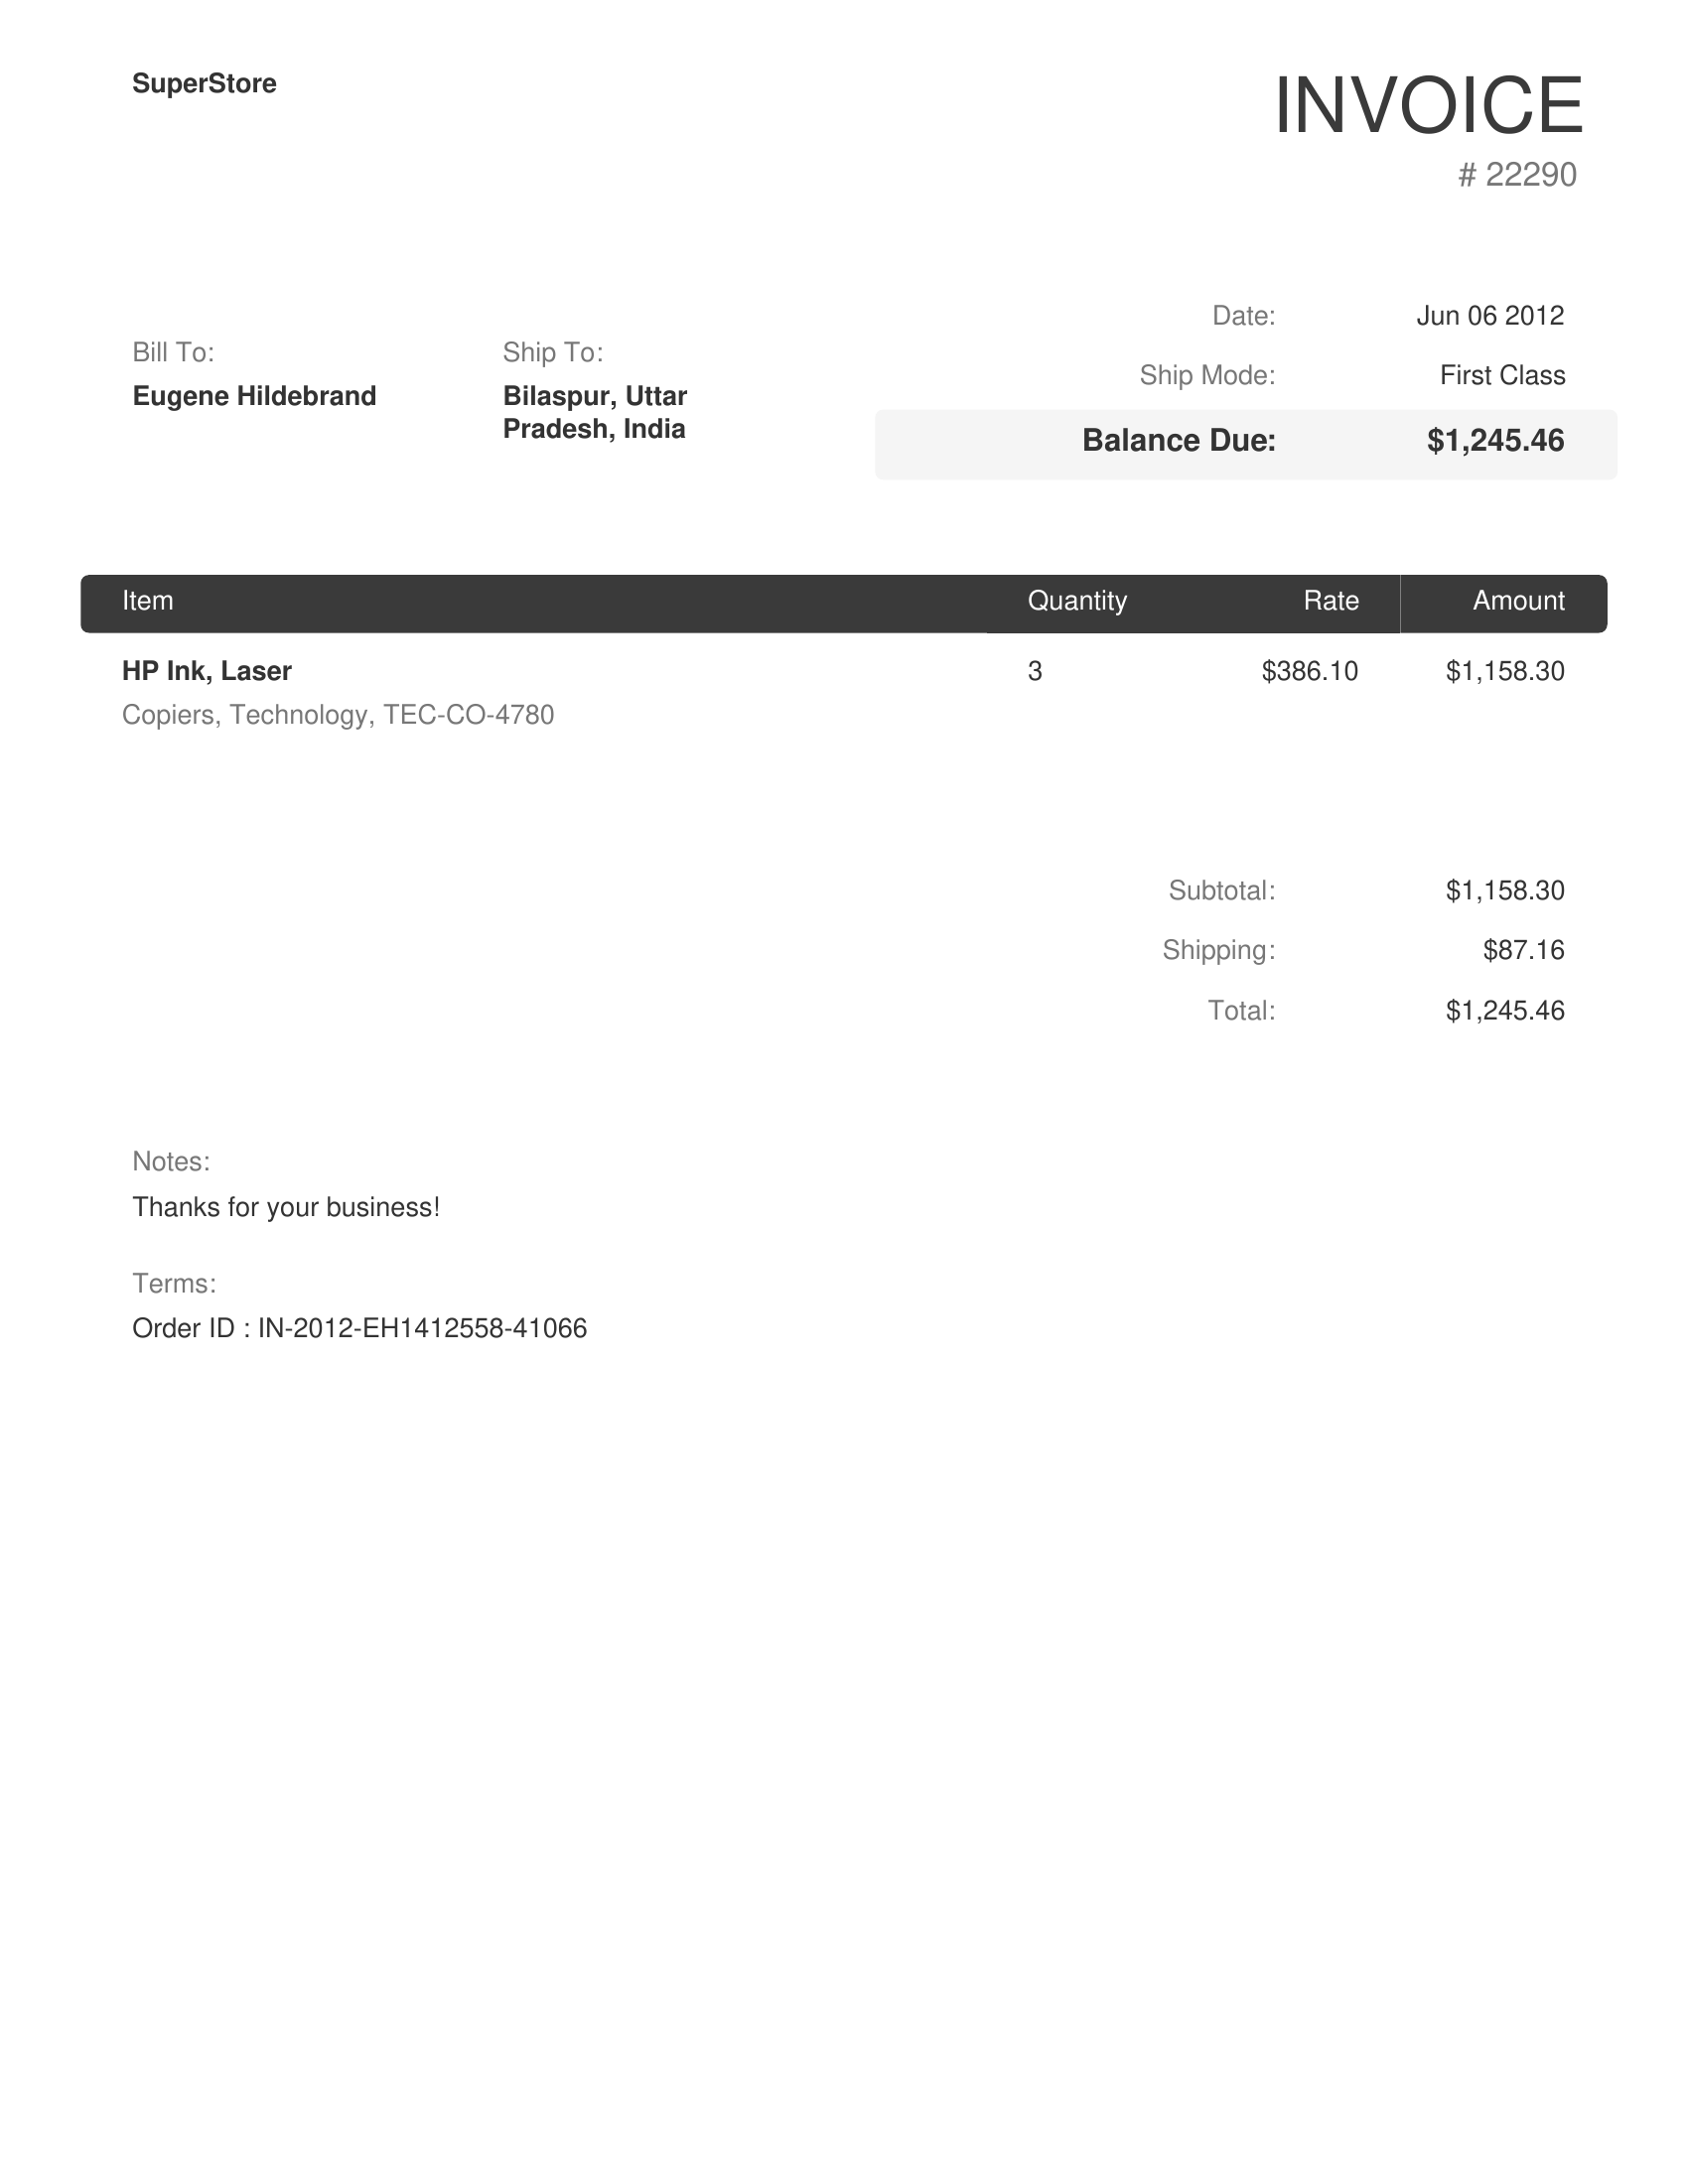 SuperStore
INVOICE
# 22290
Date: Jun 06 2012
Ship Mode: First Class
Balance Due: $1,245.46
Bill To:
Eugene Hildebrand
Ship To:
Bilaspur, Uttar
Pradesh, India
Item Quantity Rate Amount
HP Ink, Laser 3 $386.10 $1,158.30
Copiers, Technology, TEC-CO-4780
Subtotal: $1,158.30
Shipping: $87.16
Total: $1,245.46
Notes:
Thanks for your business!
Terms:
Order ID : IN-2012-EH1412558-41066